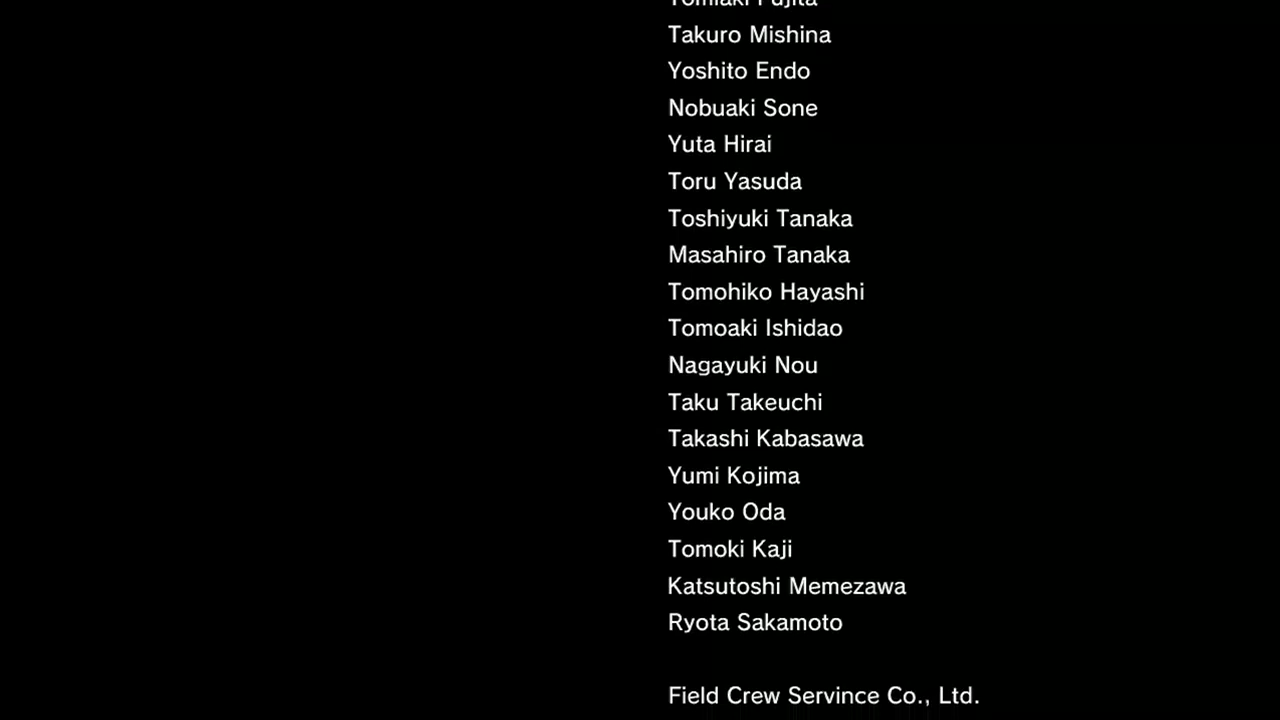 Tomiaki Fujita
Takuro Mishina
Yoshito Endo
Nobuaki Sone
Yuta Hirai
Toru Yasuda
Toshiyuki Tanaka
Masahiro Tanaka
Tomohiko Hayashi
Tomoaki Ishidao
Nagayuki Nou
Taku Takeuchi
Takashi Kabasawa
Yumi Kojima
Youko Oda
Tomoki Kaji
Katsutoshi Memezawa
Ryota Sakamoto
Field Crew Servince Co., Ltd.